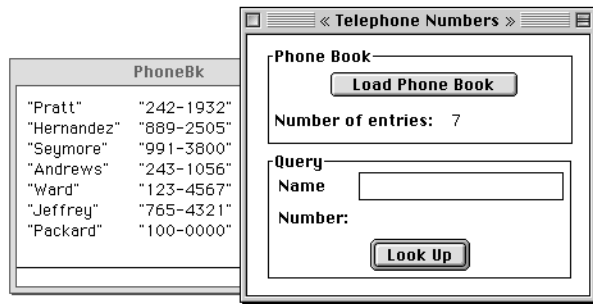 PhoneBk
"Pratt" "242-1932"
"Hernandez" "889-2505"
"Seymore" "991-3800"
"Andrews" "243-1056"
"Ward" "123-4567"
"Jeffrey" "765-4321"
"Packard" "100-0000"
« Telephone Numbers »
Phone Book
Load Phone Book
Number of entries: 7
Query
Name
Number:
Look Up